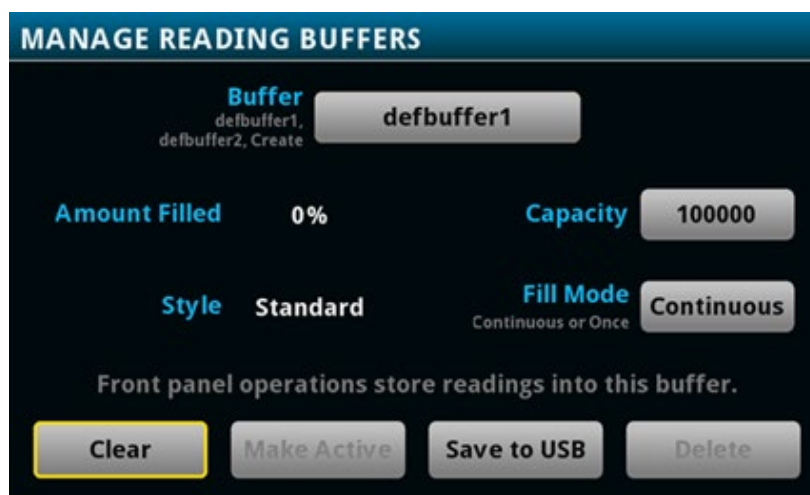 MANAGE READING BUFFERS
Buffer
defbuffer1,
defbuffer2, Create
defbuffer1
Amount Filled
0%
Capacity
100000
Style
Standard
Fill Mode
Continuous or Once
Continuous
Front panel operations store readings into this buffer.
Clear
Make Active
Save to USB
Delete